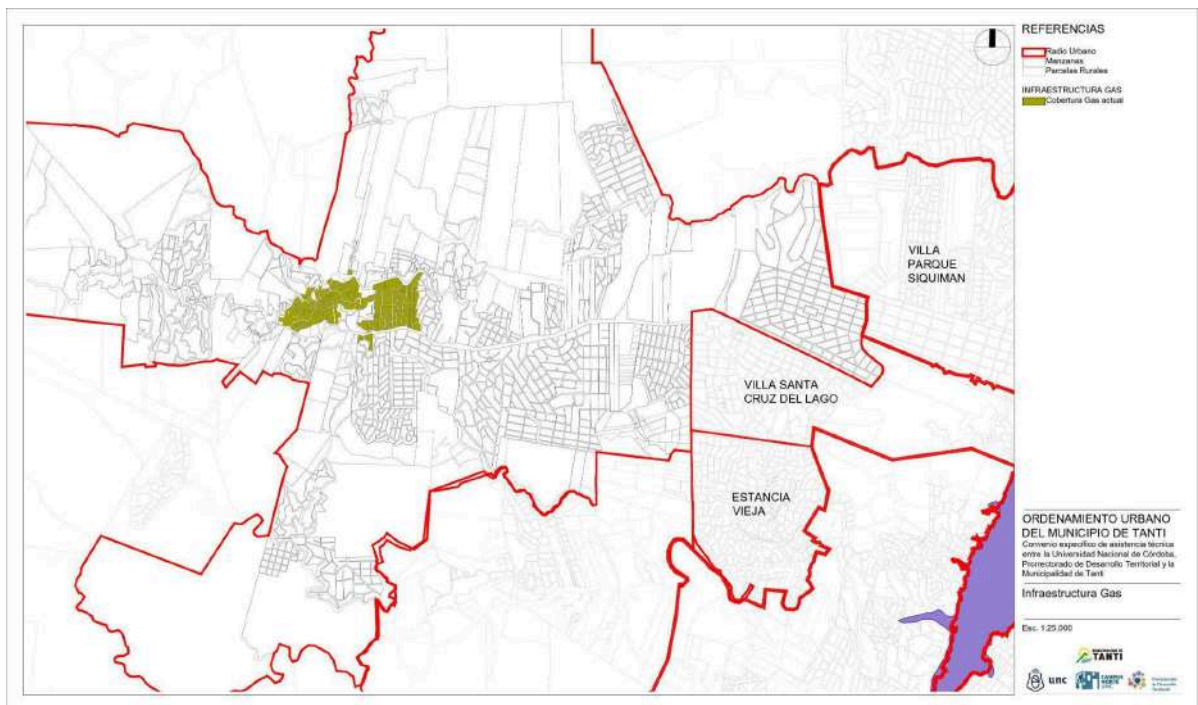 REFERENCIAS
Radio Urbano
Manzanas
Parcelas Rurales
INFRAESTRUCTURA GAS
Cobertura Gas actual
VILLA
PARQUE
SIQUIMAN
VILLA SANTA
CRUZ DEL LAGO
ESTANCIA
VIEJA
ORDENAMIENTO URBANO
DEL MUNICIPIO DE TANTI
Convenio específico de asistencia técnica
entre la Universidad Nacional de Córdoba,
Prorrectorado de Desarrollo Territorial y la
Municipalidad de Tanti
Infraestructura Gas
Esc. 1:25.000
TANTI
unc
CAMPUS
NORTE